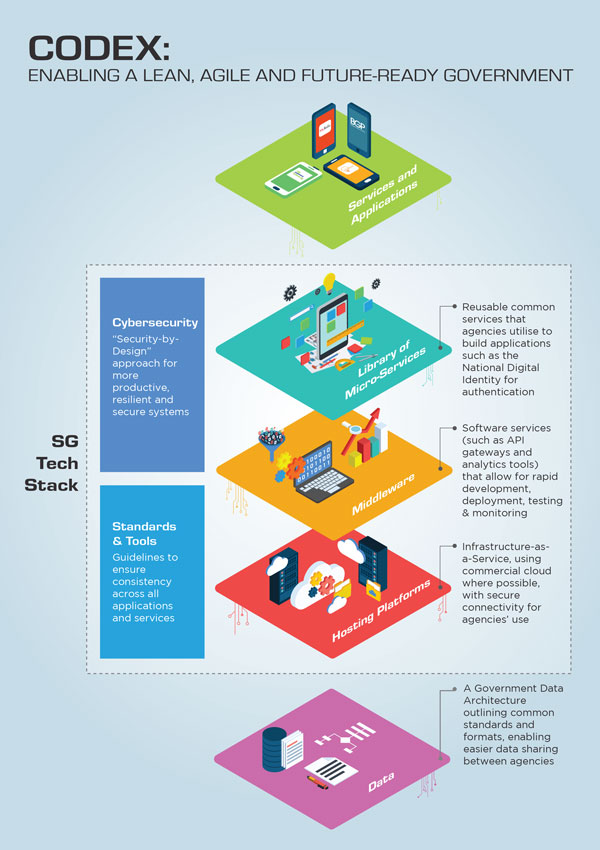 CODEX:
ENABLING A LEAN, AGILE AND FUTURE-READY GOVERNMENT
BGP
Services and
Applications
SG
Tech
Stack
Cybersecurity
“Security-by-
Design”
approach for
more
productive,
resilient and
secure systems
Standards
& Tools
Guidelines to
ensure
consistency
across all
applications
and services
Library of
Micro-Services
Reusable common
services that
agencies utilise to
build applications
such as the
National Digital
Identity for
authentication
100010
0101100
1010111
00110011
Middleware
Software services
(such as API
gateways and
analytics tools)
that allow for rapid
development,
deployment, testing
& monitoring
Hosting Platforms
Infrastructure-as-
a-Service, using
commercial cloud
where possible,
with secure
connectivity for
agencies’ use
Data
A Government Data
Architecture
outlining common
standards and
formats, enabling
easier data sharing
between agencies